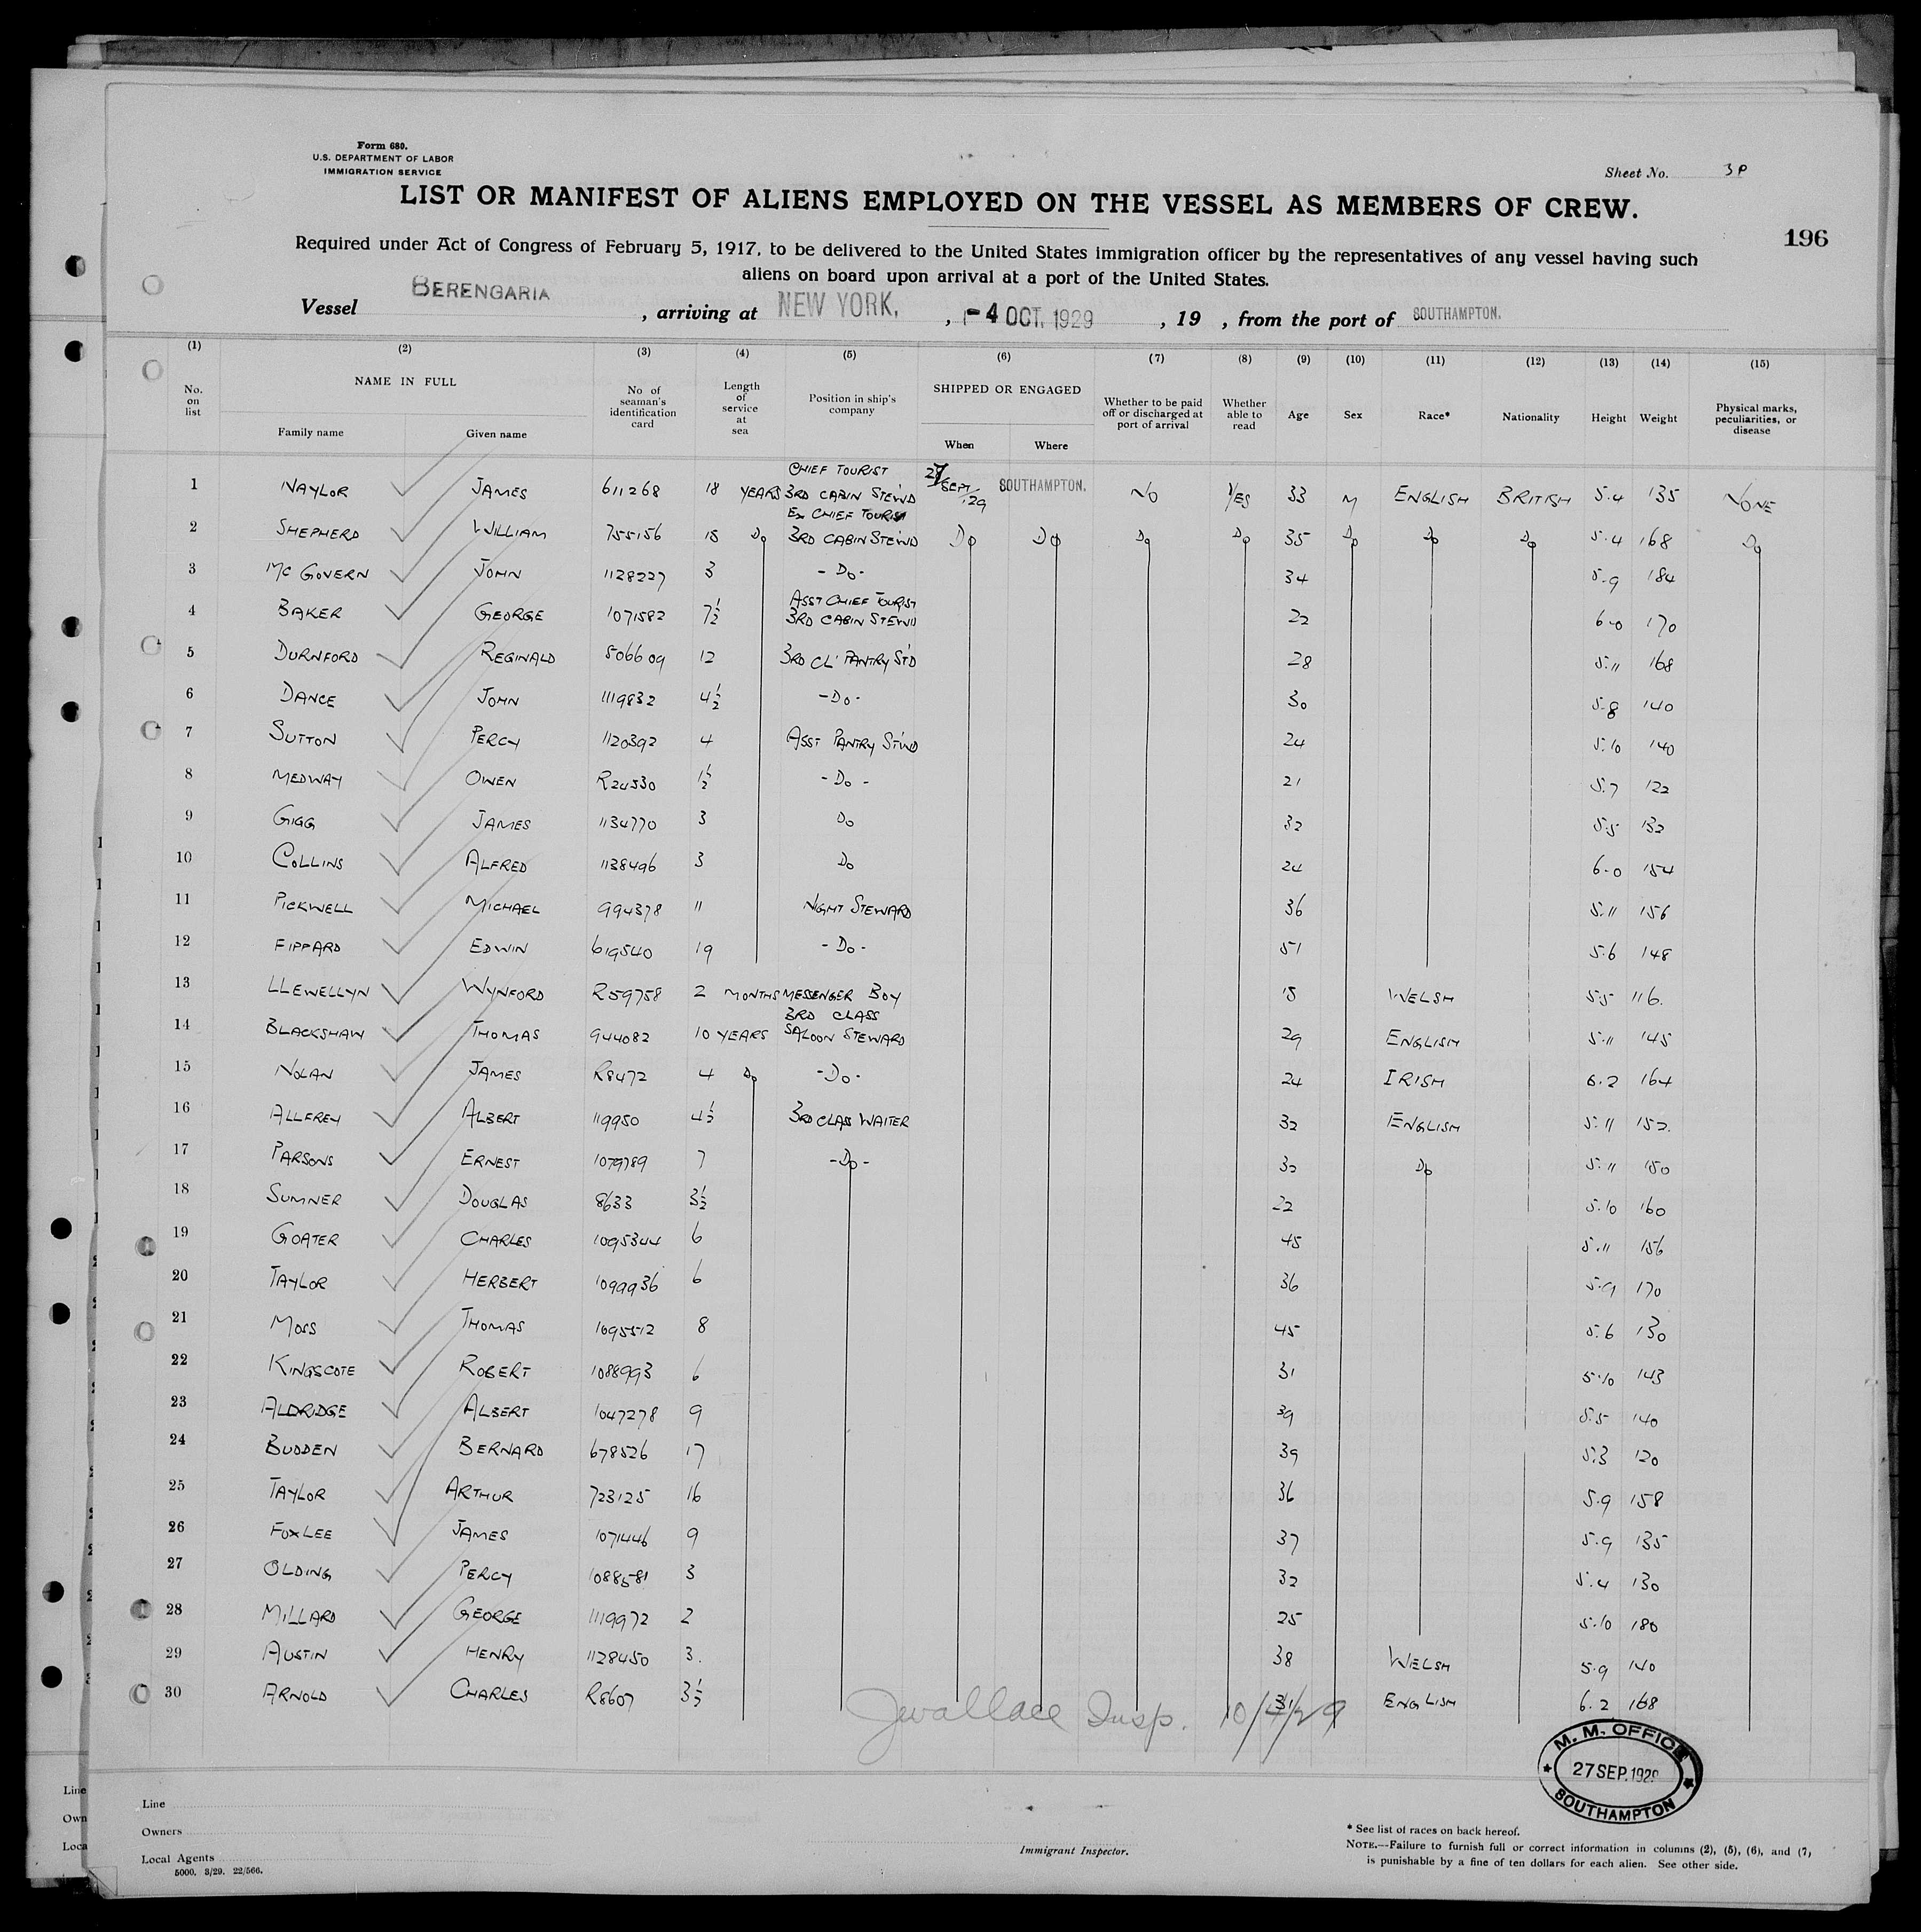 Form 680.
U.S. DEPARTMENT OF LABOR
IMMIGRATION SERVICE
Sheet No. 3P
LIST OR MANIFEST OF ALIENS EMPLOYED ON THE VESSEL AS MEMBERS OF CREW.
196
Required under Act of Congress of February 5, 1917, to be delivered to the United States immigration officer by the representatives of any vessel having such
aliens on board upon arrival at a port of the United States.
Vessel BERENGARIA, arriving at NEW YORK, -4 OCT. 1929, 19 , from the port of SOUTHAMPTON.
(1) (2) (3) (4) (5) (6) (7) (8) (9) (10) (11) (12) (13) (14) (15)
No. on list NAME IN FULL Family name Given name No. of seaman's identification card Length of service at sea Position in ship's company SHIPPED OR ENGAGED When Where Whether to be paid off or discharged at port of arrival Whether able to read Age Sex Race* Nationality Height Weight Physical marks, peculiarities, or disease
1 NAYLOR JAMES 611268 18 YEARS CHIEF TOURIST 3RD CABIN STEWD 27/SEPT/29 SOUTHAMPTON. NO YES 33 M ENGLISH BRITISH 5.4 135 NONE
2 SHEPHERD WILLIAM 755156 15 Do EX CHIEF TOURIST 3RD CABIN STEWD Do Do Do Do 35 Do Do Do 5.4 168 Do
3 MCGOVERN JOHN 1128227 3 -Do- 34 5.9 184
4 BAKER GEORGE 1071582 7½ ASST CHIEF TOURIST 3RD CABIN STEWD 22 6-0 170
5 DURNFORD REGINALD 506609 12 3RD CL' PANTRY STD 28 5.11 168
6 DANCE JOHN 1119832 4½ -Do- 30 5.8 140
7 SUTTON PERCY 1120392 4 ASST PANTRY STWD 24 5.10 140
8 MEDWAY OWEN R24530 1½ -Do- 21 5.7 122
9 GIGG JAMES 1134770 3 Do 32 5.5 132
10 COLLINS ALFRED 1138496 3 Do 24 6.0 154
11 PICKWELL MICHAEL 994378 11 NIGHT STEWARD 36 5.11 156
12 FIPPARD EDWIN 619540 19 -Do- 51 5.6 148
13 LLEWELLYN WYNFORD R59758 2 MONTHS MESSENGER BOY 15 WELSH 5.5 116.
14 BLACKSHAW THOMAS 944082 10 YEARS 3RD CLASS SALOON STEWARD 29 ENGLISH 5.11 145
15 NOLAN JAMES R8472 4 Do -Do- 24 IRISH 6.2 164
16 ALLFREY ALBERT 119950 4½ 3RD CLASS WAITER 32 ENGLISH 5.11 152.
17 PARSONS ERNEST 1079789 7 -Do- 32 Do 5.11 150
18 SUMNER DOUGLAS 8633 3½ 22 5.10 160
19 GOATER CHARLES 1095344 6 45 5.11 156
20 TAYLOR HERBERT 1099936 6 36 5.9 170
21 MOSS THOMAS 1095512 8 45 5.6 130
22 KINGSCOTE ROBERT 1088993 6 31 5.10 143
23 ALDRIDGE ALBERT 1047278 9 39 5.5 140
24 BUDDEN BERNARD 678526 17 39 5.3 120
25 TAYLOR ARTHUR 723125 16 36 5.9 158
26 FOXLEE JAMES 1071446 9 37 5.9 135
27 OLDING PERCY 1088581 3 32 5.4 130
28 MILLARD GEORGE 1119972 2 25 5.10 180
29 AUSTIN HENRY 1128450 3. 38 WELSH 5.9 140
30 ARNOLD CHARLES R8607 3½ 31 ENGLISH 6.2 168
JWallace Insp. 10/4/29
M. M. OFFICE
27 SEP. 1929
SOUTHAMPTON
Line
Owners
Local Agents
5000. 3/29. 22/566.
Immigrant Inspector.
* See list of races on back hereof.
NOTE.—Failure to furnish full or correct information in columns (2), (5), (6), and (7,
is punishable by a fine of ten dollars for each alien. See other side.
Line
Own
Loca